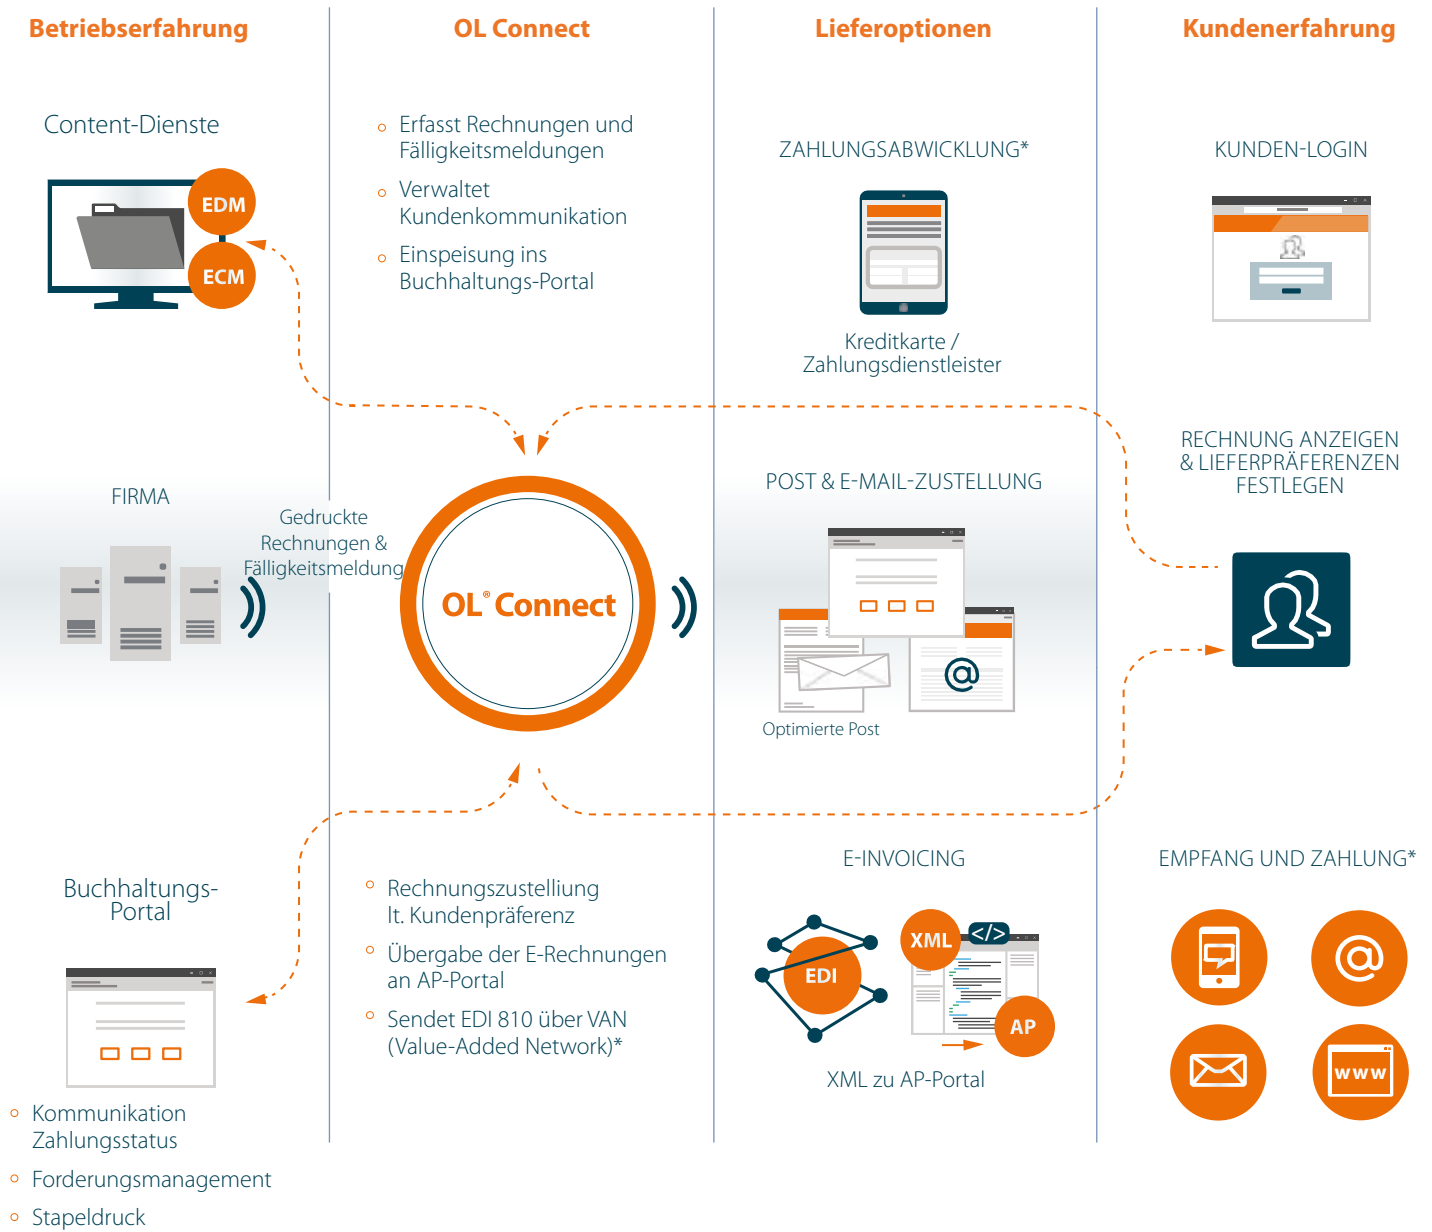 Betriebserfahrung
Content-Dienste
EDM
ECM
FIRMA
Gedruckte
Rechnungen &
Fälligkeitsmeldung
Buchhaltungs-
Portal
Kommunikation
Zahlungsstatus
Forderungsmanagement
Stapeldruck
OL Connect
Erfasst Rechnungen und
Fälligkeitsmeldungen
Verwaltet
Kundenkommunikation
Einspeisung ins
Buchhaltungs-Portal
OL® Connect
Rechnungszustelliung
lt. Kundenpräferenz
Übergabe der E-Rechnungen
an AP-Portal
Sendet EDI 810 über VAN
(Value-Added Network)*
Lieferoptionen
ZAHLUNGSABWICKLUNG*
Kreditkarte /
Zahlungsdienstleister
POST & E-MAIL-ZUSTELLUNG
@
Optimierte Post
E-INVOICING
EDI
XML
</>
AP
XML zu AP-Portal
Kundenerfahrung
KUNDEN-LOGIN
RECHNUNG ANZEIGEN
& LIEFERPRÄFERENZEN
FESTLEGEN
EMPFANG UND ZAHLUNG*
@
www